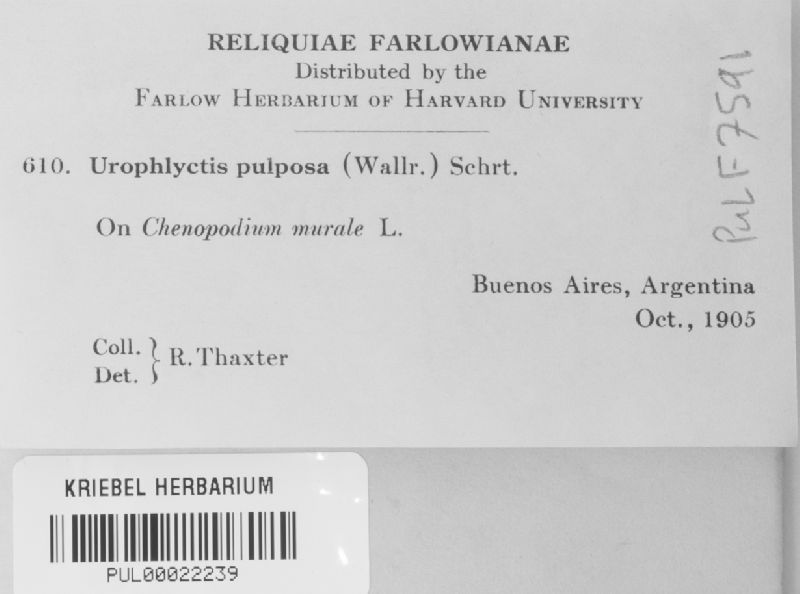 RELIQUIAE FARLOWIANAE
Distributed by the
FARLOW HERBARIUM OF HARVARD UNIVERSITY
610. Urophlyctis pulposa (Wallr.) Schrt.
On Chenopodium murale L.
Buenos Aires, Argentina
Oct., 1905
Coll.
Det. } R. Thaxter
PUL F7591
KRIEBEL HERBARIUM
PUL00022239